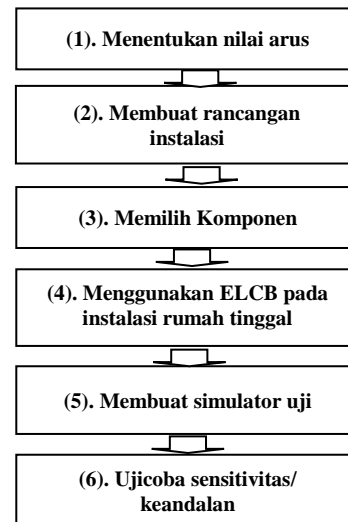 (1). Menentukan nilai arus
(2). Membuat rancangan
instalasi
(3). Memilih Komponen
(4). Menggunakan ELCB pada
instalasi rumah tinggal
(5). Membuat simulator uji
(6). Ujicoba sensitivitas/
keandalan